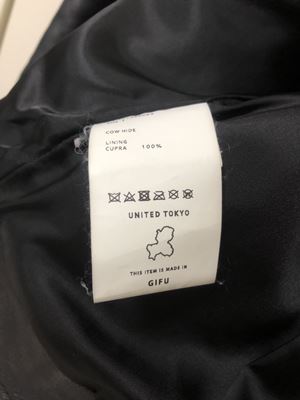 COW HIDE
LINING
CUPRA 100%
UNITED TOKYO
THIS ITEM IS MADE IN
GIFU